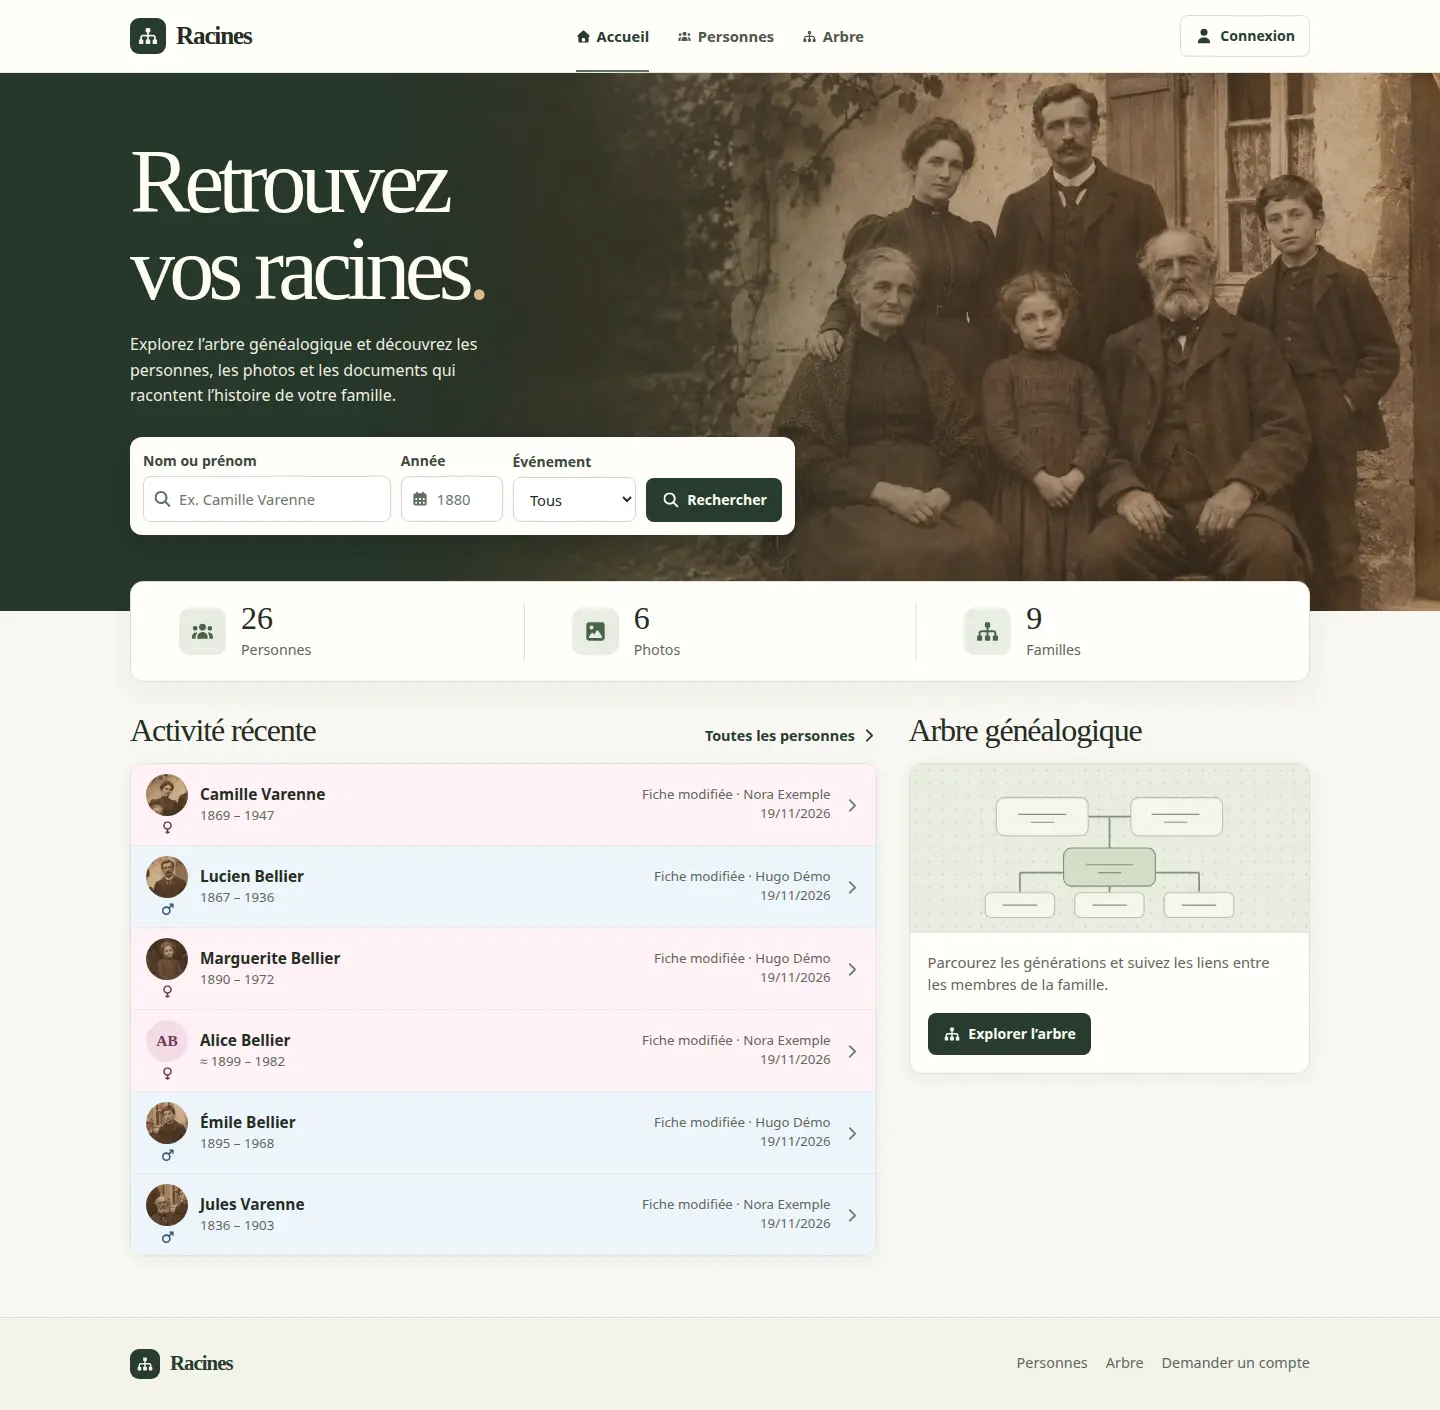 Racines
Accueil
Personnes
Arbre
Connexion
Retrouvez
vos racines.
Explorez l’arbre généalogique et découvrez les
personnes, les photos et les documents qui
racontent l’histoire de votre famille.
Nom ou prénom
Année
Événement
Ex. Camille Varenne
1880
Tous
Rechercher
26
Personnes
6
Photos
9
Familles
Activité récente
Toutes les personnes
Camille Varenne
1869 – 1947
Fiche modifiée · Nora Exemple
19/11/2026
Lucien Bellier
1867 – 1936
Fiche modifiée · Hugo Démo
19/11/2026
Marguerite Bellier
1890 – 1972
Fiche modifiée · Hugo Démo
19/11/2026
AB
Alice Bellier
≈ 1899 – 1982
Fiche modifiée · Nora Exemple
19/11/2026
Émile Bellier
1895 – 1968
Fiche modifiée · Hugo Démo
19/11/2026
Jules Varenne
1836 – 1903
Fiche modifiée · Nora Exemple
19/11/2026
Arbre généalogique
Parcourez les générations et suivez les liens entre
les membres de la famille.
Explorer l’arbre
Racines
Personnes
Arbre
Demander un compte